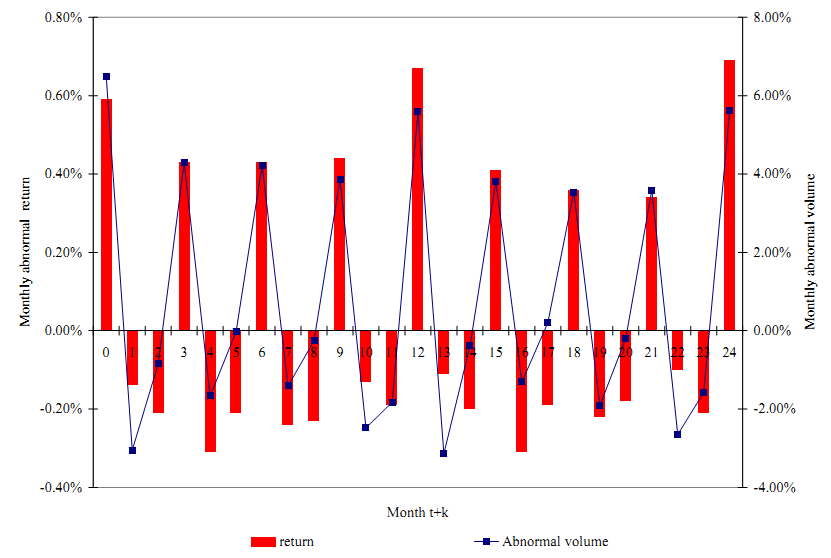 0.80%
8.00%
0.60%
6.00%
0.40%
4.00%
0.20%
2.00%
0.00%
0.00%
-0.20%
-2.00%
-0.40%
-4.00%
Monthly abnormal return
Monthly abnormal volume
0 1 2 3 4 5 6 7 8 9 10 11 12 13 14 15 16 17 18 19 20 21 22 23 24
Month t+k
return
Abnormal volume